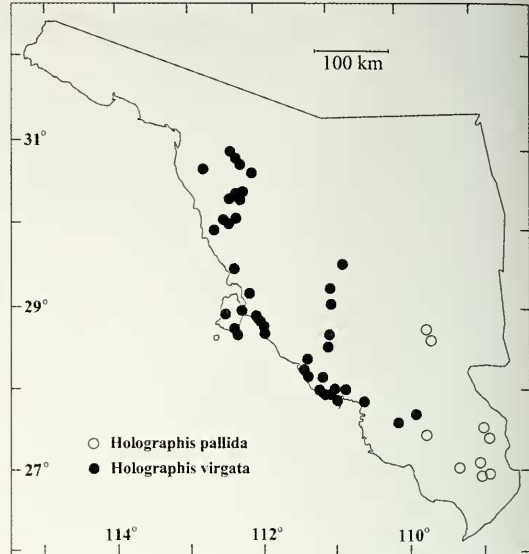 100 km
31°
29°
○ Holographis pallida
● Holographis virgata
27°
114° 112° 110°